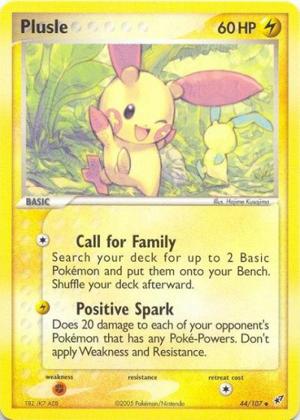 Plusle
60 HP
Illus. Hajime Kusajima
BASIC
Call for Family
Search your deck for up to 2 Basic
Pokémon and put them onto your Bench.
Shuffle your deck afterward.
Positive Spark
Does 20 damage to each of your opponent's
Pokémon that has any Poké-Powers. Don't
apply Weakness and Resistance.
weakness
resistance
retreat cost
©2005 Pokémon/Nintendo
44/107